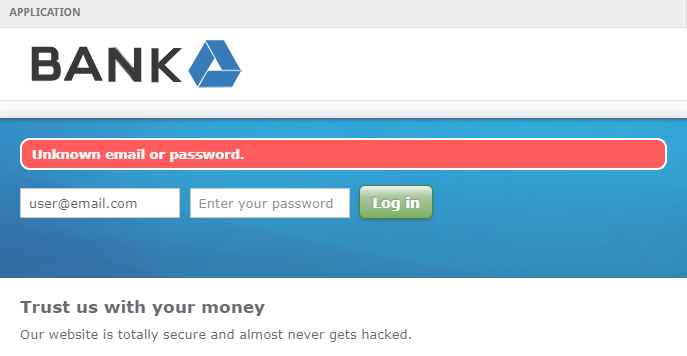 APPLICATION
BANK
Unknown email or password.
user@email.com Enter your password Log in
Trust us with your money
Our website is totally secure and almost never gets hacked.